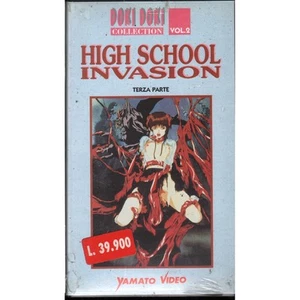 DOKI DOKI
COLLECTION VOL.2
HIGH SCHOOL
INVASION
TERZA PARTE
L. 39.900
YAMATO VIDEO